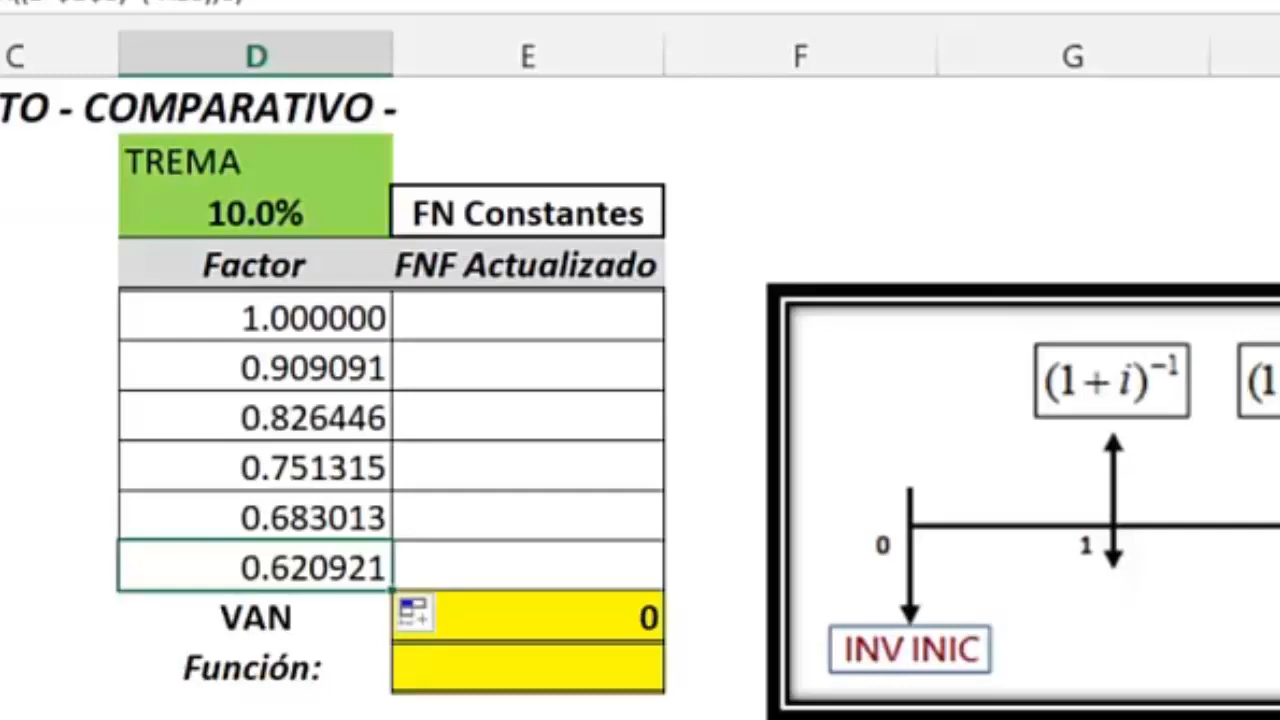 C D E F G
TO - COMPARATIVO -
TREMA
10.0% FN Constantes
Factor FNF Actualizado
1.000000
0.909091
0.826446
0.751315
0.683013
0.620921
VAN 0
Función:
(1 + i)⁻¹ (1
0 1
INV INIC